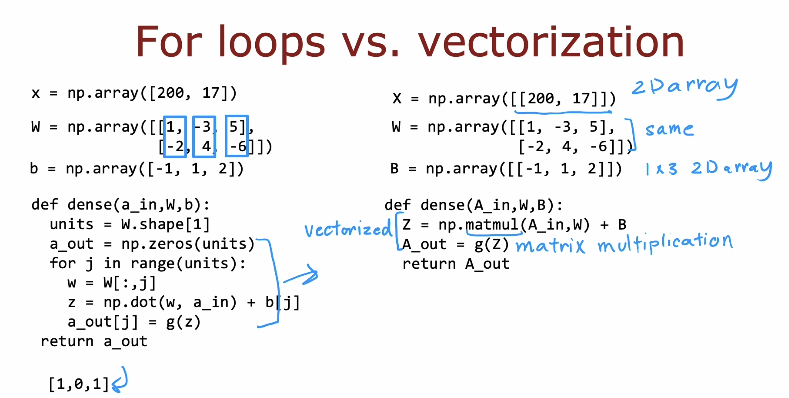 For loops vs. vectorization
x = np.array([200, 17])
W = np.array([[1, -3, 5],
[-2, 4, -6]])
b = np.array([-1, 1, 2])
def dense(a_in,W,b):
units = W.shape[1]
a_out = np.zeros(units)
for j in range(units):
w = W[:,j]
z = np.dot(w, a_in) + b[j]
a_out[j] = g(z)
return a_out
[1,0,1]
X = np.array([[200, 17]]) 2D array
W = np.array([[1, -3, 5], same
[-2, 4, -6]])
B = np.array([[-1, 1, 2]]) 1x3 2D array
def dense(A_in,W,B):
vectorized Z = np.matmul(A_in,W) + B
A_out = g(Z) matrix multiplication
return A_out